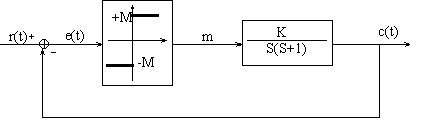 +M
r(t)+
-
e(t)
-M
m
K
S(S+1)
c(t)